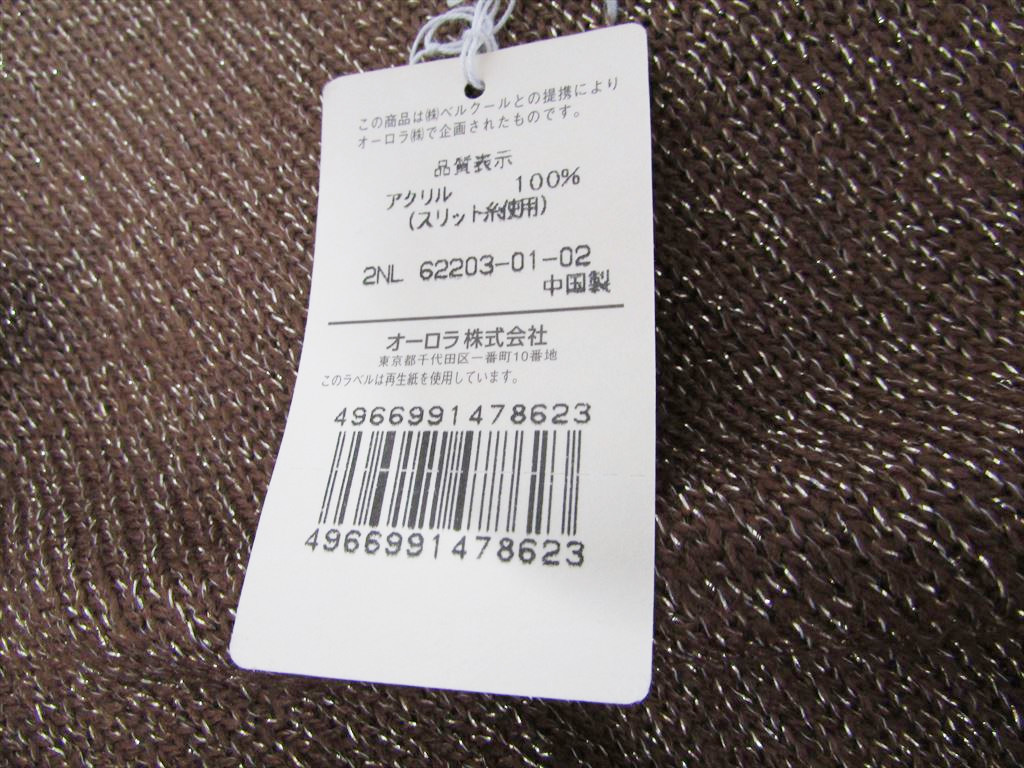 この商品は㈱ベルクールとの提携により
オーロラ㈱で企画されたものです。
品質表示
アクリル 100%
(スリット糸使用)
2NL 62203-01-02
中国製
オーロラ株式会社
東京都千代田区一番町10番地
このラベルは再生紙を使用しています。
4966991478623
4966991478623